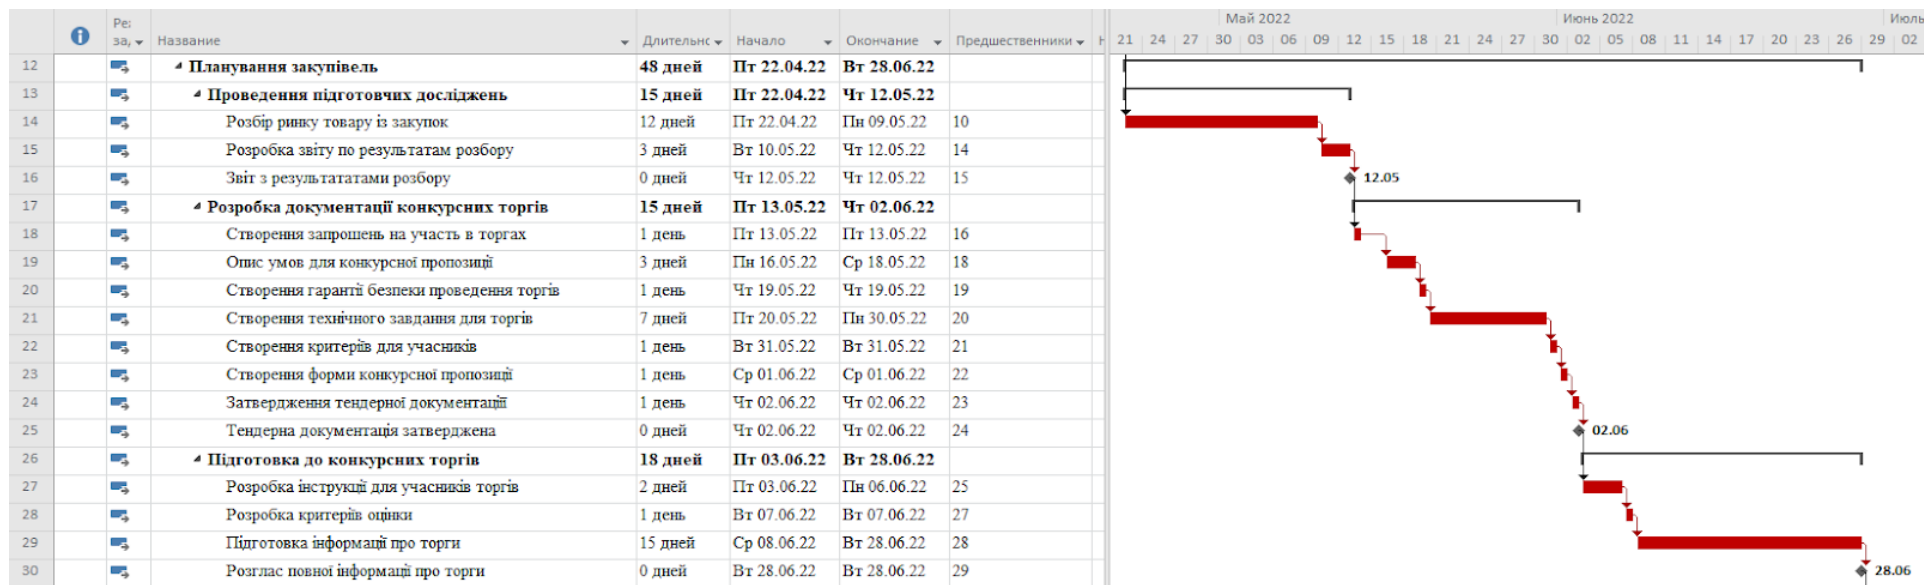 Май 2022 Июнь 2022 Июль
Ре: за, Название Длительнс Начало Окончание Предшественники Н 21 24 27 30 03 06 09 12 15 18 21 24 27 30 02 05 08 11 14 17 20 23 26 29 02
12 Планування закупівель 48 дней Пт 22.04.22 Вт 28.06.22
13 Проведення підготовчих досліджень 15 дней Пт 22.04.22 Чт 12.05.22
14 Розбір ринку товару із закупок 12 дней Пт 22.04.22 Пн 09.05.22 10
15 Розробка звіту по результатам розбору 3 дней Вт 10.05.22 Чт 12.05.22 14
16 Звіт з результататами розбору 0 дней Чт 12.05.22 Чт 12.05.22 15 12.05
17 Розробка документації конкурсних торгів 15 дней Пт 13.05.22 Чт 02.06.22
18 Створення запрошень на участь в торгах 1 день Пт 13.05.22 Пт 13.05.22 16
19 Опис умов для конкурсної пропозиції 3 дней Пн 16.05.22 Ср 18.05.22 18
20 Створення гарантії безпеки проведення торгів 1 день Чт 19.05.22 Чт 19.05.22 19
21 Створення технічного завдання для торгів 7 дней Пт 20.05.22 Пн 30.05.22 20
22 Створення критеріїв для учасників 1 день Вт 31.05.22 Вт 31.05.22 21
23 Створення форми конкурсної пропозиції 1 день Ср 01.06.22 Ср 01.06.22 22
24 Затвердження тендерної документації 1 день Чт 02.06.22 Чт 02.06.22 23
25 Тендерна документація затверджена 0 дней Чт 02.06.22 Чт 02.06.22 24 02.06
26 Підготовка до конкурсних торгів 18 дней Пт 03.06.22 Вт 28.06.22
27 Розробка інструкції для учасників торгів 2 дней Пт 03.06.22 Пн 06.06.22 25
28 Розробка критеріїв оцінки 1 день Вт 07.06.22 Вт 07.06.22 27
29 Підготовка інформації про торги 15 дней Ср 08.06.22 Вт 28.06.22 28
30 Розглас повної інформації про торги 0 дней Вт 28.06.22 Вт 28.06.22 29 28.06